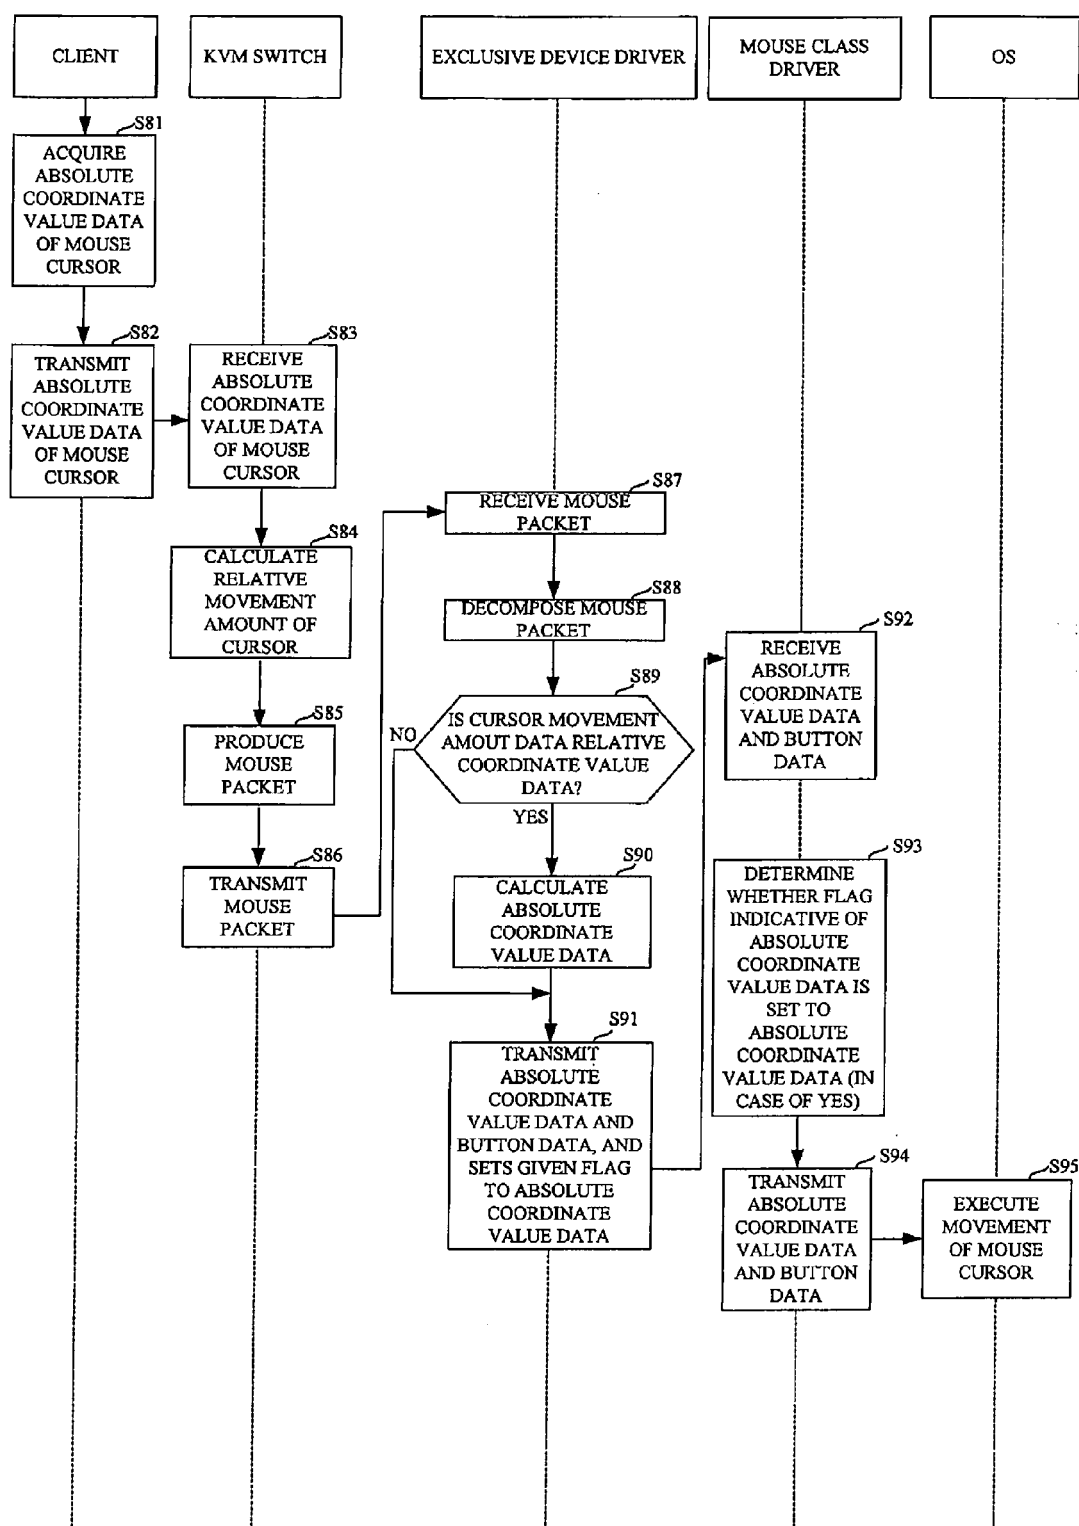 CLIENT
KVM SWITCH
EXCLUSIVE DEVICE DRIVER
MOUSE CLASS
DRIVER
OS
S81
ACQUIRE
ABSOLUTE
COORDINATE
VALUE DATA
OF MOUSE
CURSOR
S82
TRANSMIT
ABSOLUTE
COORDINATE
VALUE DATA
OF MOUSE
CURSOR
S83
RECEIVE
ABSOLUTE
COORDINATE
VALUE DATA
OF MOUSE
CURSOR
S84
CALCULATE
RELATIVE
MOVEMENT
AMOUNT OF
CURSOR
S85
PRODUCE
MOUSE
PACKET
S86
TRANSMIT
MOUSE
PACKET
S87
RECEIVE MOUSE
PACKET
S88
DECOMPOSE MOUSE
PACKET
S89
IS CURSOR MOVEMENT
AMOUT DATA RELATIVE
COORDINATE VALUE
DATA?
NO
YES
S90
CALCULATE
ABSOLUTE
COORDINATE
VALUE DATA
S91
TRANSMIT
ABSOLUTE
COORDINATE
VALUE DATA AND
BUTTON DATA, AND
SETS GIVEN FLAG
TO ABSOLUTE
COORDINATE
VALUE DATA
S92
RECEIVE
ABSOLUTE
COORDINATE
VALUE DATA
AND BUTTON
DATA
S93
DETERMINE
WHETHER FLAG
INDICATIVE OF
ABSOLUTE
COORDINATE
VALUE DATA IS
SET TO
ABSOLUTE
COORDINATE
VALUE DATA (IN
CASE OF YES)
S94
TRANSMIT
ABSOLUTE
COORDINATE
VALUE DATA
AND BUTTON
DATA
S95
EXECUTE
MOVEMENT
OF MOUSE
CURSOR